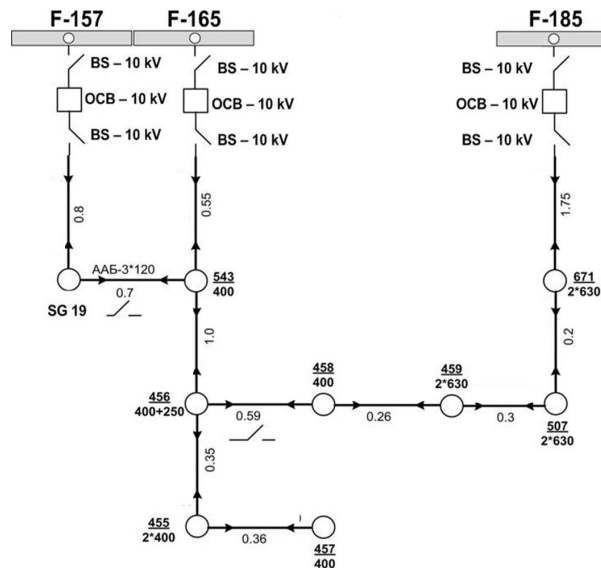 F-157
F-165
F-185
BS – 10 kV
BS – 10 kV
BS – 10 kV
OCB – 10 kV
OCB – 10 kV
OCB – 10 kV
BS – 10 kV
BS – 10 kV
BS – 10 kV
0.8
0.55
1.75
ААБ-3*120
0.7
SG 19
543
400
671
2*630
1.0
0.2
456
400+250
0.59
458
400
0.26
459
2*630
0.3
507
2*630
0.35
455
2*400
0.36
457
400